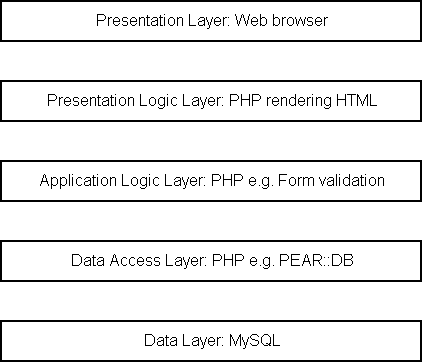 Presentation Layer: Web browser
Presentation Logic Layer: PHP rendering HTML
Application Logic Layer: PHP e.g. Form validation
Data Access Layer: PHP e.g. PEAR::DB
Data Layer: MySQL